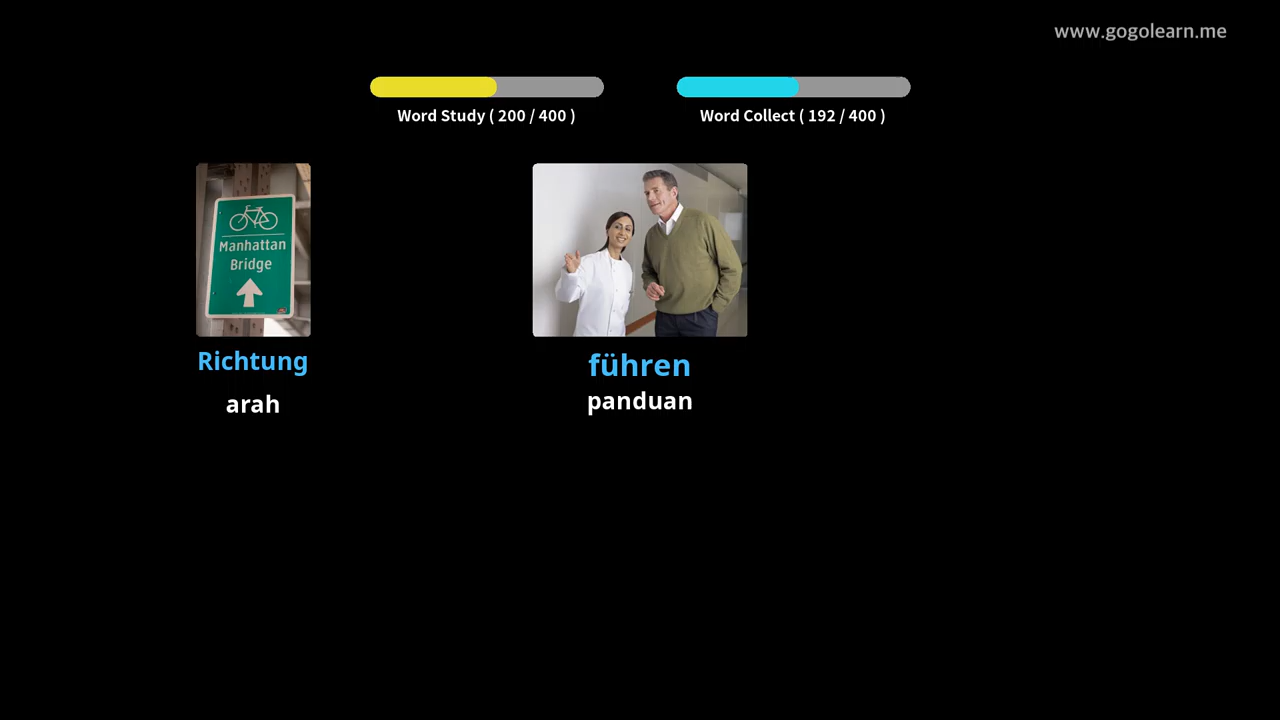 www.gogolearn.me
Word Study ( 200 / 400 )
Word Collect ( 192 / 400 )
Manhattan
Bridge
Richtung
arah
führen
panduan